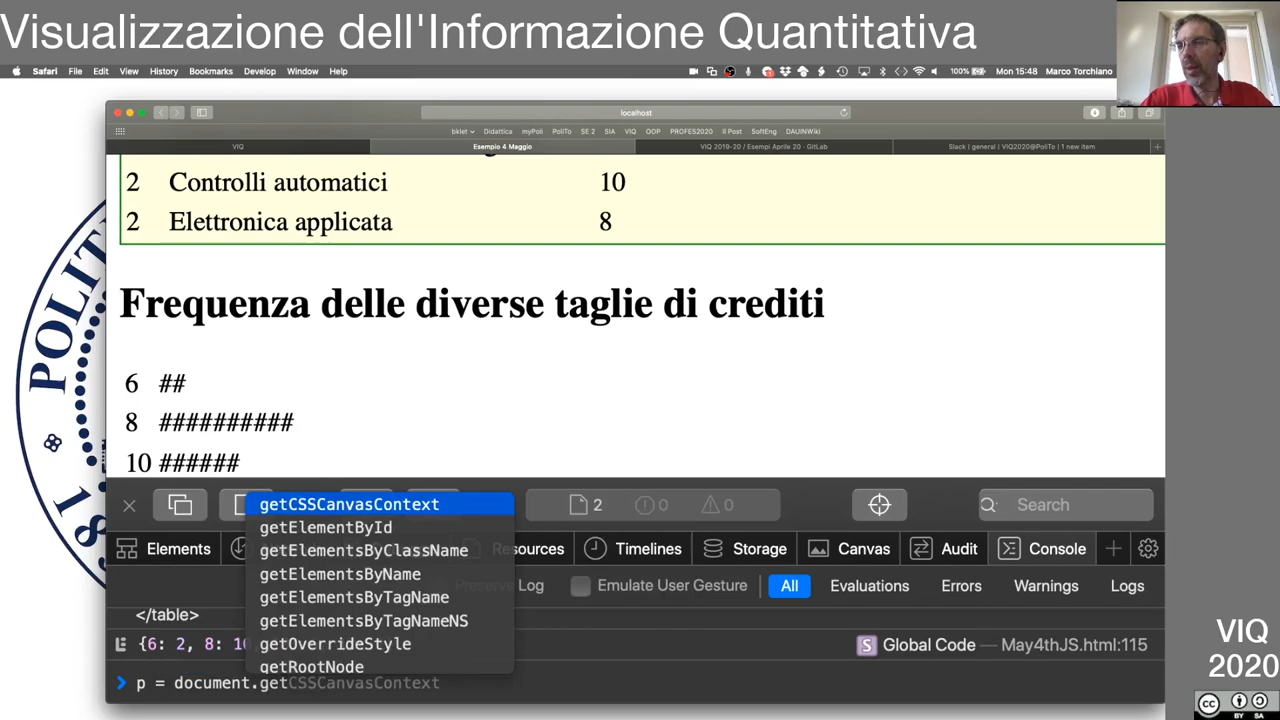 Visualizzazione dell'Informazione Quantitativa
Safari File Edit View History Bookmarks Develop Window Help 100% Mon 15:48 Marco Torchiano
localhost
bklet Didattica myPoli PoliTo SE 2 SIA VIQ OOP PROFES2020 il Post SoftEng DAUINWiki
VIQ Esempio 4 Maggio VIQ 2019-20 / Esempi Aprile 20 · GitLab Slack | general | VIQ2020@PoliTo | 1 new item
2 Controlli automatici 10
2 Elettronica applicata 8
Frequenza delle diverse taglie di crediti
6 ##
8 ##########
10 ######
2 0 0 Search
Elements Resources Timelines Storage Canvas Audit Console
Preserve Log Emulate User Gesture All Evaluations Errors Warnings Logs
getCSSCanvasContext
getElementById
getElementsByClassName
getElementsByName
getElementsByTagName
getElementsByTagNameNS
getOverrideStyle
getRootNode
</table>
{6: 2, 8: 10 S Global Code — May4thJS.html:115
p = document.getCSSCanvasContext
POLIT
VIQ
2020
cc BY SA